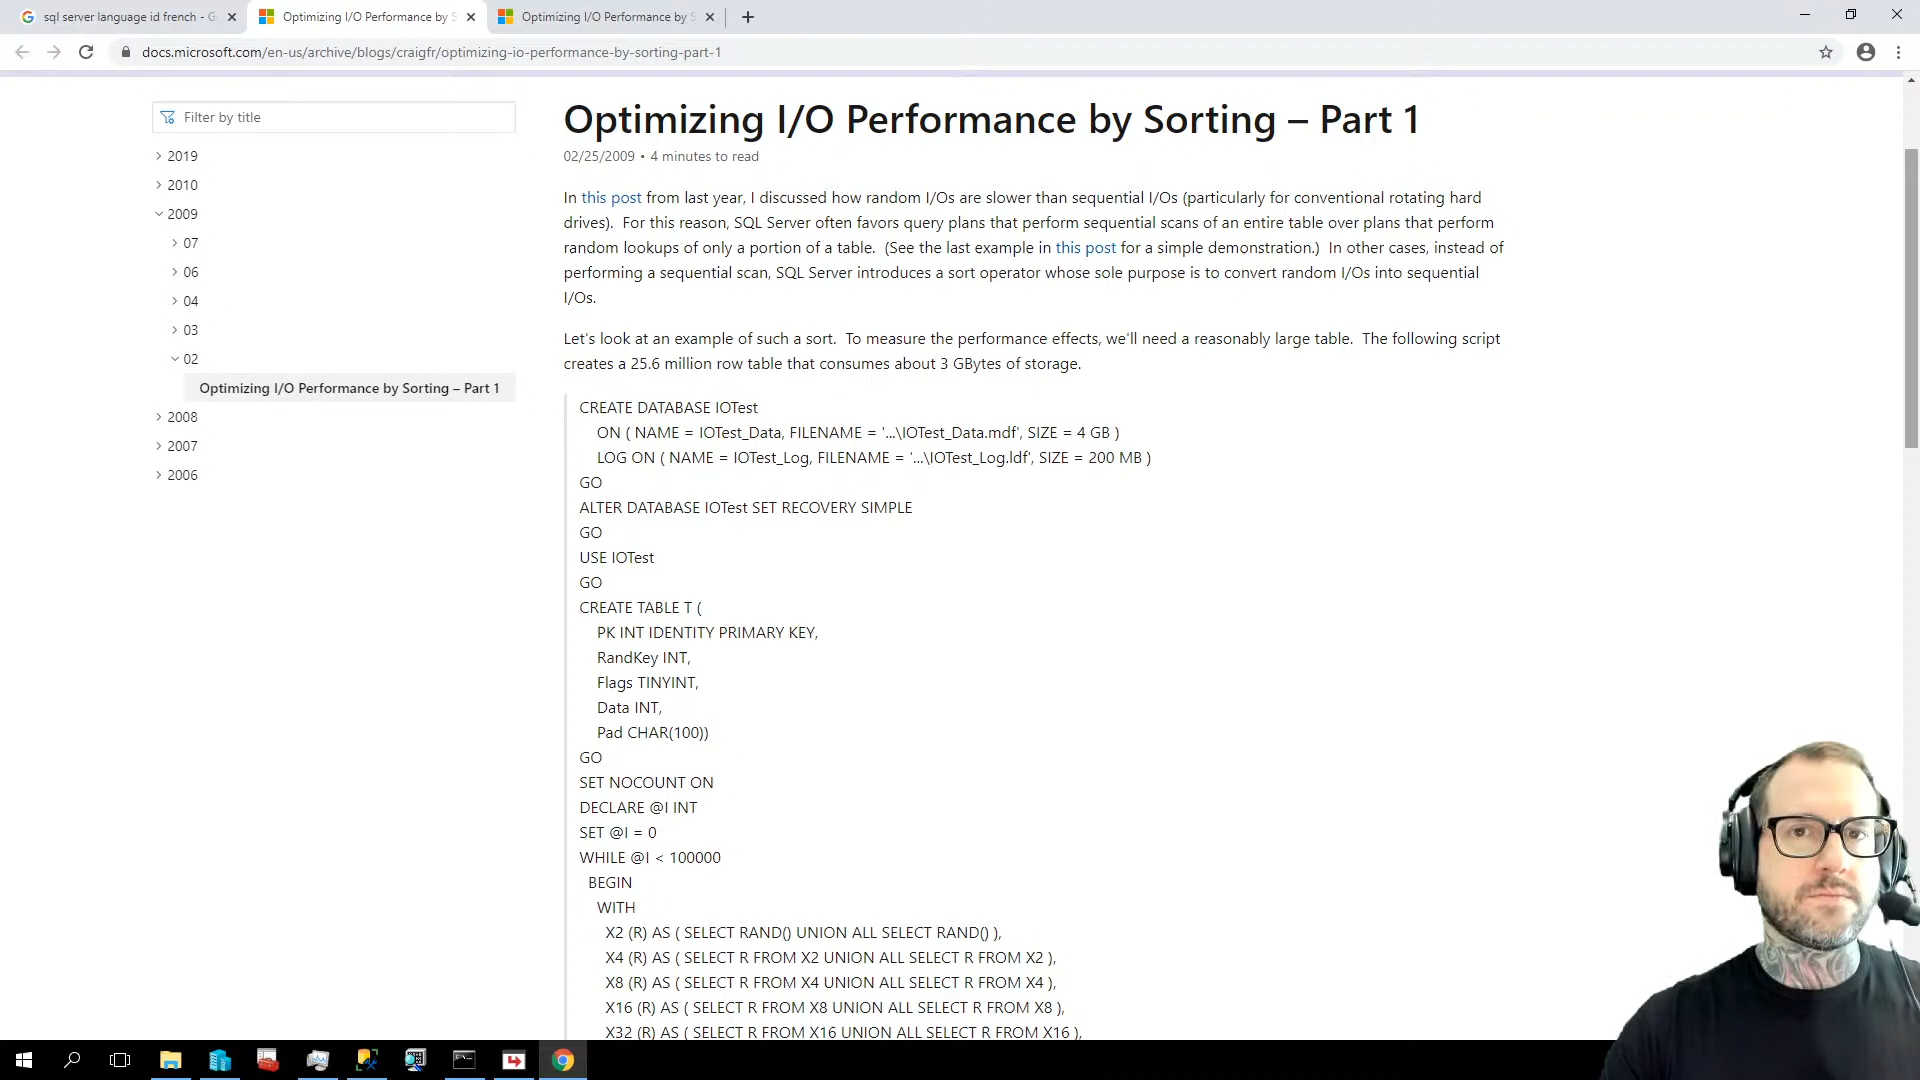 sql server language id french - G
Optimizing I/O Performance by S
Optimizing I/O Performance by S
docs.microsoft.com/en-us/archive/blogs/craigfr/optimizing-io-performance-by-sorting-part-1
Filter by title
2019
2010
2009
07
06
04
03
02
Optimizing I/O Performance by Sorting – Part 1
2008
2007
2006
Optimizing I/O Performance by Sorting – Part 1
02/25/2009 • 4 minutes to read
In this post from last year, I discussed how random I/Os are slower than sequential I/Os (particularly for conventional rotating hard
drives).  For this reason, SQL Server often favors query plans that perform sequential scans of an entire table over plans that perform
random lookups of only a portion of a table.  (See the last example in this post for a simple demonstration.)  In other cases, instead of
performing a sequential scan, SQL Server introduces a sort operator whose sole purpose is to convert random I/Os into sequential
I/Os.
Let's look at an example of such a sort.  To measure the performance effects, we'll need a reasonably large table.  The following script
creates a 25.6 million row table that consumes about 3 GBytes of storage.
CREATE DATABASE IOTest
ON ( NAME = IOTest_Data, FILENAME = '...\IOTest_Data.mdf', SIZE = 4 GB )
LOG ON ( NAME = IOTest_Log, FILENAME = '...\IOTest_Log.ldf', SIZE = 200 MB )
GO
ALTER DATABASE IOTest SET RECOVERY SIMPLE
GO
USE IOTest
GO
CREATE TABLE T (
PK INT IDENTITY PRIMARY KEY,
RandKey INT,
Flags TINYINT,
Data INT,
Pad CHAR(100))
GO
SET NOCOUNT ON
DECLARE @I INT
SET @I = 0
WHILE @I < 100000
BEGIN
WITH
X2 (R) AS ( SELECT RAND() UNION ALL SELECT RAND() ),
X4 (R) AS ( SELECT R FROM X2 UNION ALL SELECT R FROM X2 ),
X8 (R) AS ( SELECT R FROM X4 UNION ALL SELECT R FROM X4 ),
X16 (R) AS ( SELECT R FROM X8 UNION ALL SELECT R FROM X8 ),
X32 (R) AS ( SELECT R FROM X16 UNION ALL SELECT R FROM X16 ),